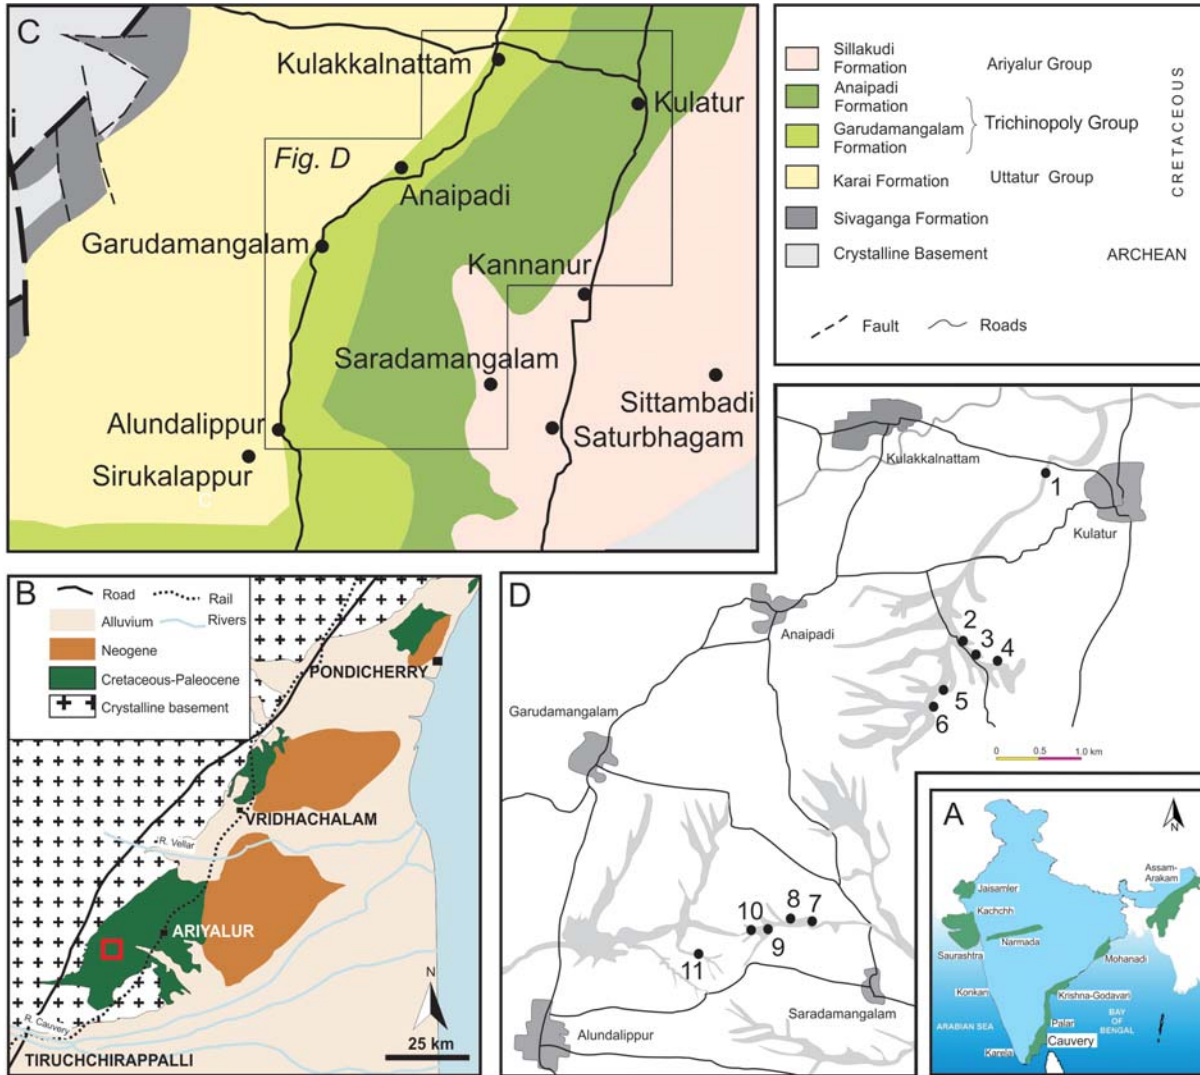 C
Kulakkalnattam
Kulatur
Fig. D
Anaipadi
Garudamangalam
Kannanur
Saradamangalam
Sittambadi
Alundalippur
Saturbhagam
Sirukalappur
i
c
Sillakudi
Formation
Ariyalur Group
Anaipadi
Formation
Garudamangalam
Formation
Trichinopoly Group
Karai Formation
Uttatur Group
Sivaganga Formation
Crystalline Basement
ARCHEAN
CRETACEOUS
Fault
Roads
B
Road
Rail
Alluvium
Rivers
Neogene
Cretaceous-Paleocene
Crystalline basement
PONDICHERRY
VRIDHACHALAM
R. Vellar
ARIYALUR
R. Cauvery
TIRUCHCHIRAPPALLI
N
25 km
D
Kulakkalnattam
1
Kulatur
Anaipadi
2
3
4
5
6
Garudamangalam
0 0.5 1.0 km
10
8
7
9
11
Saradamangalam
Alundalippur
A
N
Assam-
Arakam
Jaisamler
Kachchh
Narmada
Saurashtra
Mohanadi
Konkan
Krishna-Godavari
ARABIAN SEA
Palar
BAY
OF
BENGAL
Cauvery
Karela